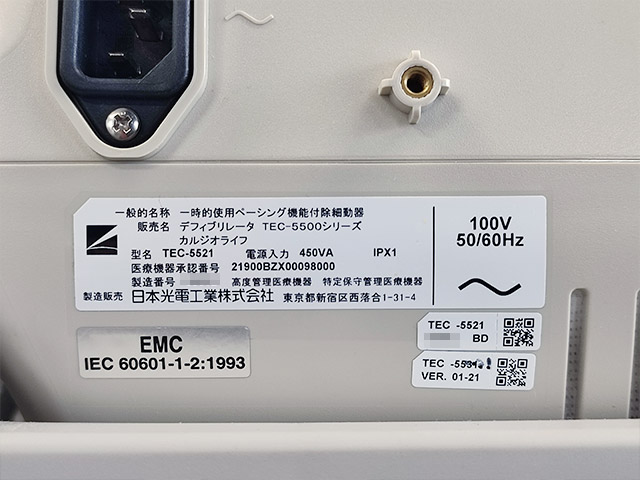 一般的名称 一時的使用ペーシング機能付除細動器
販売名 デフィブリレータ TEC-5500シリーズ
カルジオライフ
型名 TEC-5521 電源入力 450VA IPX1
医療機器承認番号 21900BZX00098000
製造番号 高度管理医療機器 特定保守管理医療機器
製造販売 日本光電工業株式会社 東京都新宿区西落合1-31-4
100V
50/60Hz
EMC
IEC 60601-1-2:1993
TEC -5521
BD
TEC
VER. 01-21